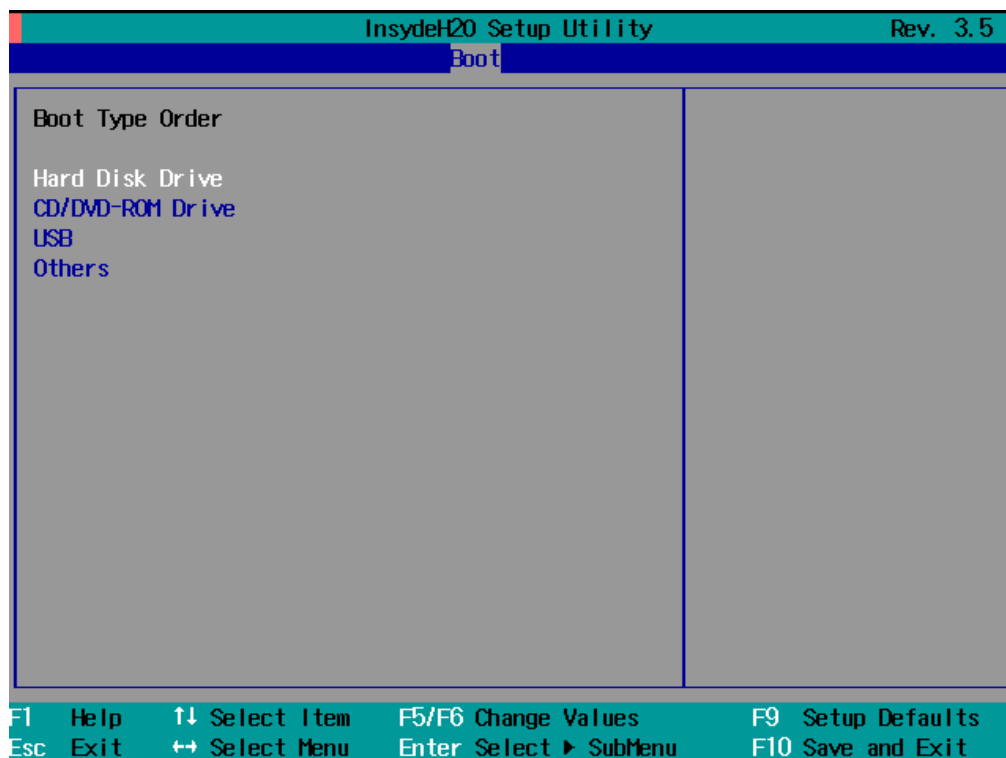 InsydeH20 Setup Utility Rev. 3.5
Boot
Boot Type Order
Hard Disk Drive
CD/DVD-ROM Drive
USB
Others
F1 Help ↑↓ Select Item F5/F6 Change Values F9 Setup Defaults
Esc Exit ↔ Select Menu Enter Select ▶ SubMenu F10 Save and Exit